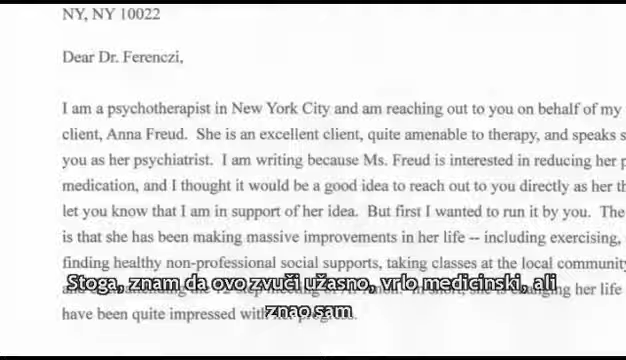 NY, NY 10022
Dear Dr. Ferenczi,
I am a psychotherapist in New York City and am reaching out to you on behalf of my
client, Anna Freud. She is an excellent client, quite amenable to therapy, and speaks s
you as her psychiatrist. I am writing because Ms. Freud is interested in reducing her p
medication, and I thought it would be a good idea to reach out to you directly as her th
let you know that I am in support of her idea. But first I wanted to run it by you. The
is that she has been making massive improvements in her life -- including exercising,
finding healthy non-professional social supports, taking classes at the local community
Stoga, znam da ovo zvuči užasno, vrlo medicinski, ali
ging her life
znao sam
have been quite impressed with